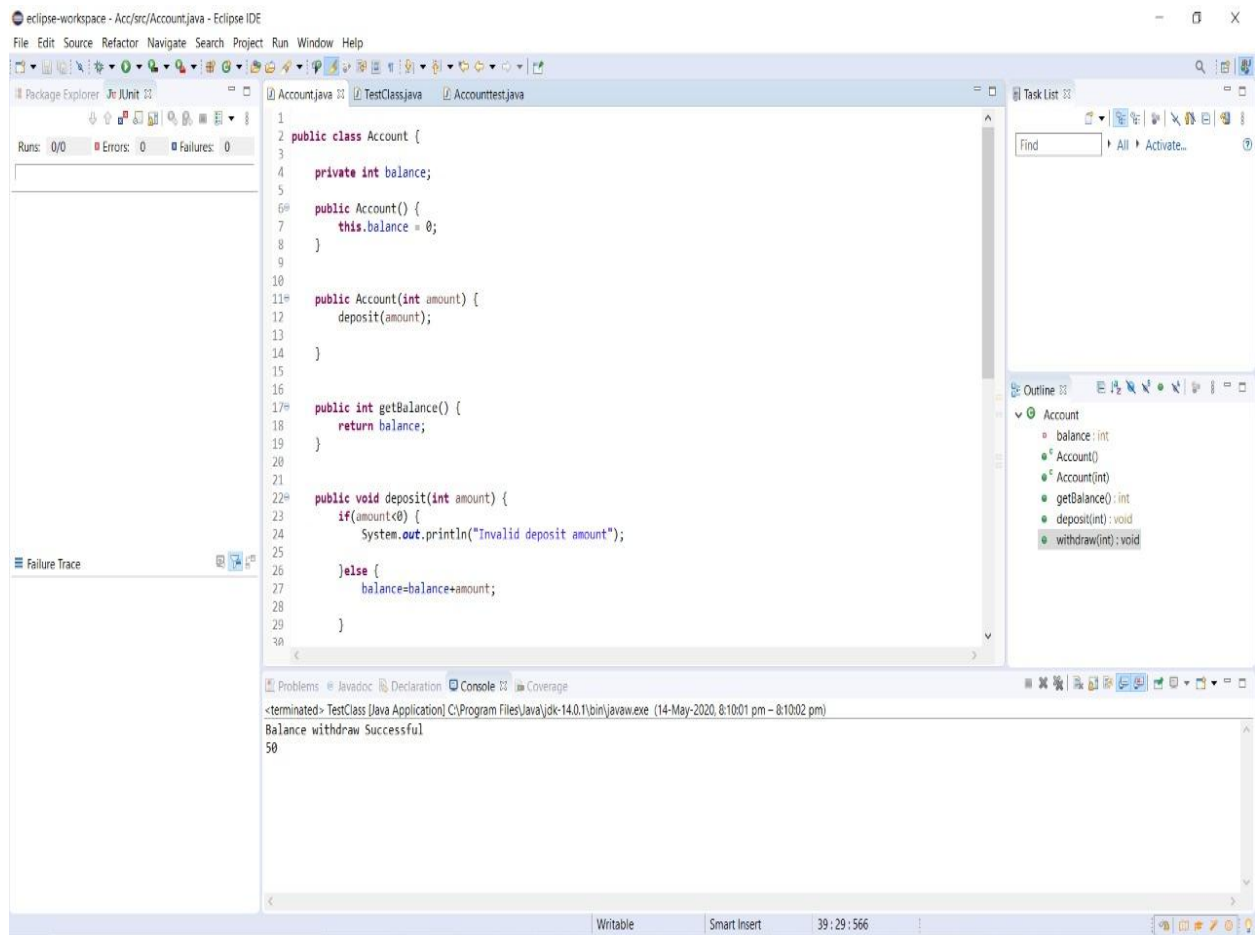 eclipse-workspace - Acc/src/Account.java - Eclipse IDE
File Edit Source Refactor Navigate Search Project Run Window Help
Package Explorer JUnit
Runs: 0/0 Errors: 0 Failures: 0
Failure Trace
Account.java TestClass.java Accounttest.java
1
2 public class Account {
3
4 private int balance;
5
6 public Account() {
7 this.balance = 0;
8 }
9
10
11 public Account(int amount) {
12 deposit(amount);
13
14 }
15
16
17 public int getBalance() {
18 return balance;
19 }
20
21
22 public void deposit(int amount) {
23 if(amount<0) {
24 System.out.println("Invalid deposit amount");
25
26 }else {
27 balance=balance+amount;
28
29 }
30
Task List
Find All Activate...
Outline
Account
balance : int
Account()
Account(int)
getBalance() : int
deposit(int) : void
withdraw(int) : void
Problems Javadoc Declaration Console Coverage
<terminated> TestClass [Java Application] C:\Program Files\Java\jdk-14.0.1\bin\javaw.exe (14-May-2020, 8:10:01 pm – 8:10:02 pm)
Balance withdraw Successful
50
Writable Smart Insert 39 : 29 : 566